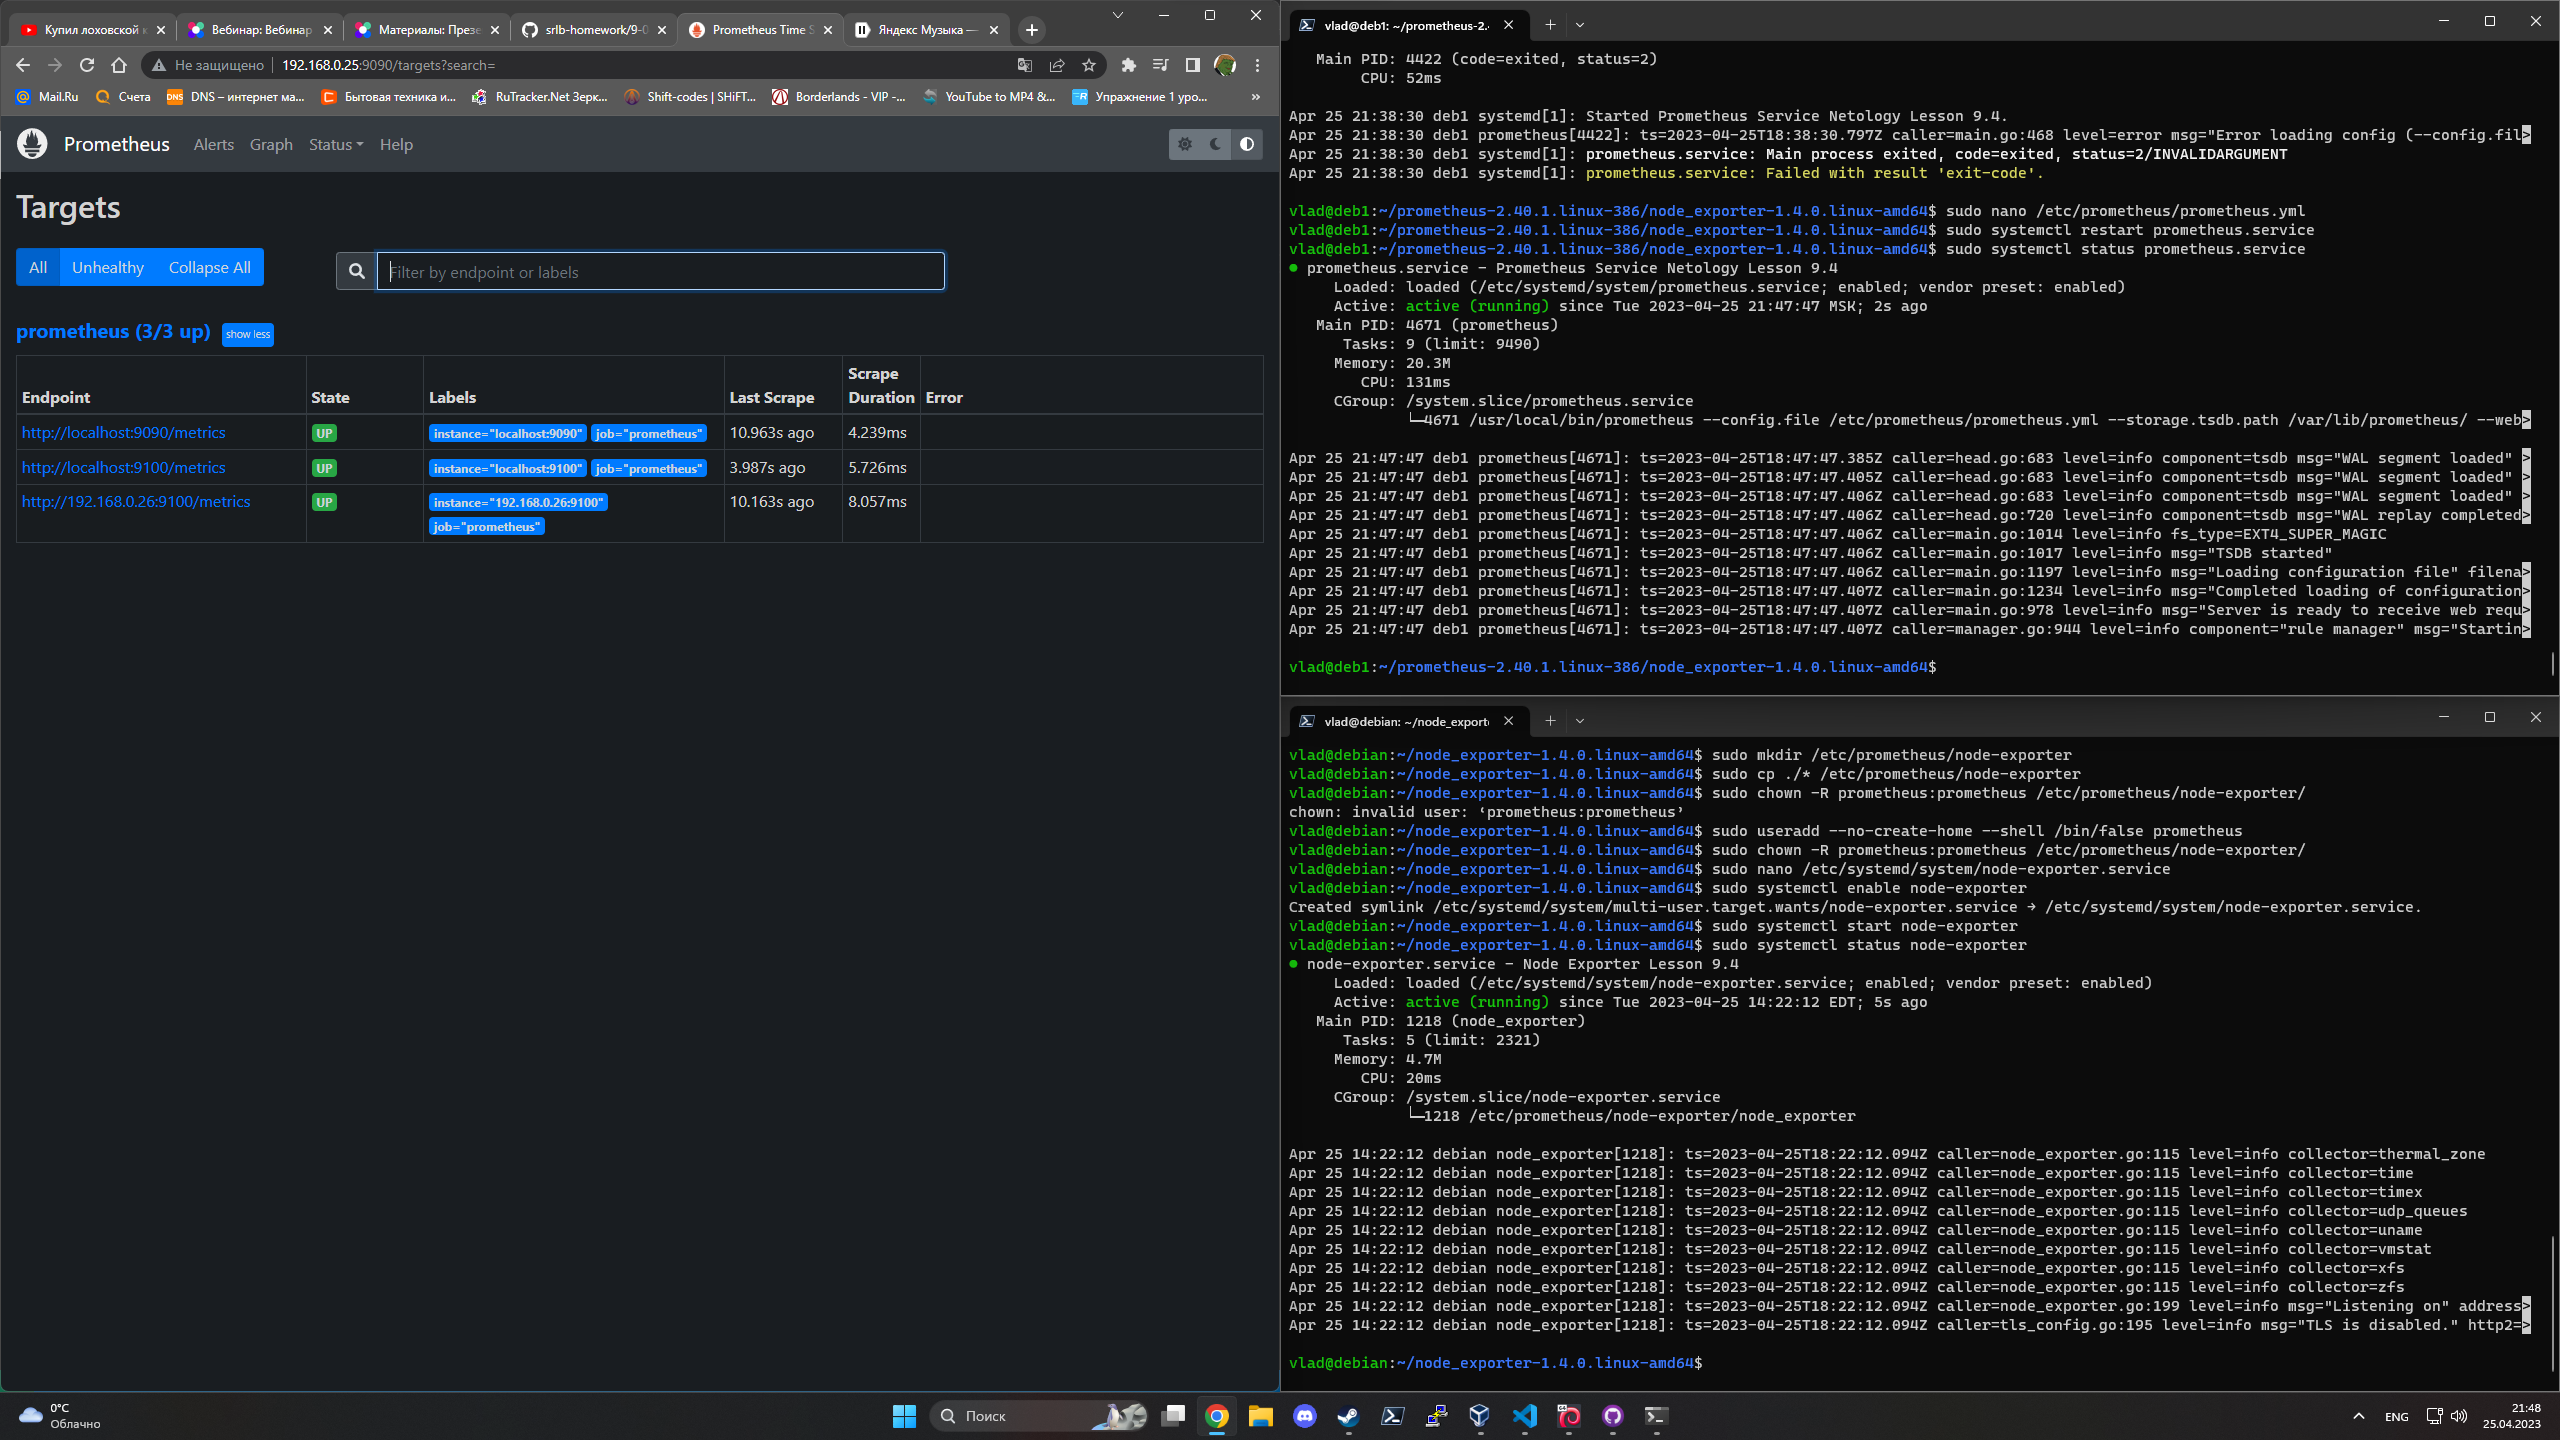 Купил лоховской к
Вебинар: Вебинар
Материалы: Презе
srlb-homework/9-0
Prometheus Time S
Яндекс Музыка —
Не защищено
192.168.0.25:9090/targets?search=
Mail.Ru
Счета
DNS – интернет ма...
Бытовая техника и...
RuTracker.Net Зерк...
Shift-codes | SHiFT...
Borderlands - VIP -...
YouTube to MP4 &...
Упражнение 1 уро...
»
Prometheus
Alerts
Graph
Status
Help
Targets
All
Unhealthy
Collapse All
Filter by endpoint or labels
prometheus (3/3 up)
show less
Endpoint State Labels Last Scrape Scrape Duration Error
http://localhost:9090/metrics UP instance="localhost:9090" job="prometheus" 10.963s ago 4.239ms
http://localhost:9100/metrics UP instance="localhost:9100" job="prometheus" 3.987s ago 5.726ms
http://192.168.0.26:9100/metrics UP instance="192.168.0.26:9100" 10.163s ago 8.057ms
job="prometheus"
vlad@deb1: ~/prometheus-2.
Main PID: 4422 (code=exited, status=2)
CPU: 52ms
Apr 25 21:38:30 deb1 systemd[1]: Started Prometheus Service Netology Lesson 9.4.
Apr 25 21:38:30 deb1 prometheus[4422]: ts=2023-04-25T18:38:30.797Z caller=main.go:468 level=error msg="Error loading config (--config.fil>
Apr 25 21:38:30 deb1 systemd[1]: prometheus.service: Main process exited, code=exited, status=2/INVALIDARGUMENT
Apr 25 21:38:30 deb1 systemd[1]: prometheus.service: Failed with result 'exit-code'.
vlad@deb1:~/prometheus-2.40.1.linux-386/node_exporter-1.4.0.linux-amd64$ sudo nano /etc/prometheus/prometheus.yml
vlad@deb1:~/prometheus-2.40.1.linux-386/node_exporter-1.4.0.linux-amd64$ sudo systemctl restart prometheus.service
vlad@deb1:~/prometheus-2.40.1.linux-386/node_exporter-1.4.0.linux-amd64$ sudo systemctl status prometheus.service
● prometheus.service - Prometheus Service Netology Lesson 9.4
Loaded: loaded (/etc/systemd/system/prometheus.service; enabled; vendor preset: enabled)
Active: active (running) since Tue 2023-04-25 21:47:47 MSK; 2s ago
Main PID: 4671 (prometheus)
Tasks: 9 (limit: 9490)
Memory: 20.3M
CPU: 131ms
CGroup: /system.slice/prometheus.service
└─4671 /usr/local/bin/prometheus --config.file /etc/prometheus/prometheus.yml --storage.tsdb.path /var/lib/prometheus/ --web>
Apr 25 21:47:47 deb1 prometheus[4671]: ts=2023-04-25T18:47:47.385Z caller=head.go:683 level=info component=tsdb msg="WAL segment loaded" >
Apr 25 21:47:47 deb1 prometheus[4671]: ts=2023-04-25T18:47:47.405Z caller=head.go:683 level=info component=tsdb msg="WAL segment loaded" >
Apr 25 21:47:47 deb1 prometheus[4671]: ts=2023-04-25T18:47:47.406Z caller=head.go:683 level=info component=tsdb msg="WAL segment loaded" >
Apr 25 21:47:47 deb1 prometheus[4671]: ts=2023-04-25T18:47:47.406Z caller=head.go:720 level=info component=tsdb msg="WAL replay completed>
Apr 25 21:47:47 deb1 prometheus[4671]: ts=2023-04-25T18:47:47.406Z caller=main.go:1014 level=info fs_type=EXT4_SUPER_MAGIC
Apr 25 21:47:47 deb1 prometheus[4671]: ts=2023-04-25T18:47:47.406Z caller=main.go:1017 level=info msg="TSDB started"
Apr 25 21:47:47 deb1 prometheus[4671]: ts=2023-04-25T18:47:47.406Z caller=main.go:1197 level=info msg="Loading configuration file" filena>
Apr 25 21:47:47 deb1 prometheus[4671]: ts=2023-04-25T18:47:47.407Z caller=main.go:1234 level=info msg="Completed loading of configuration>
Apr 25 21:47:47 deb1 prometheus[4671]: ts=2023-04-25T18:47:47.407Z caller=main.go:978 level=info msg="Server is ready to receive web requ>
Apr 25 21:47:47 deb1 prometheus[4671]: ts=2023-04-25T18:47:47.407Z caller=manager.go:944 level=info component="rule manager" msg="Startin>
vlad@deb1:~/prometheus-2.40.1.linux-386/node_exporter-1.4.0.linux-amd64$
vlad@debian: ~/node_export
vlad@debian:~/node_exporter-1.4.0.linux-amd64$ sudo mkdir /etc/prometheus/node-exporter
vlad@debian:~/node_exporter-1.4.0.linux-amd64$ sudo cp ./* /etc/prometheus/node-exporter
vlad@debian:~/node_exporter-1.4.0.linux-amd64$ sudo chown -R prometheus:prometheus /etc/prometheus/node-exporter/
chown: invalid user: ‘prometheus:prometheus’
vlad@debian:~/node_exporter-1.4.0.linux-amd64$ sudo useradd --no-create-home --shell /bin/false prometheus
vlad@debian:~/node_exporter-1.4.0.linux-amd64$ sudo chown -R prometheus:prometheus /etc/prometheus/node-exporter/
vlad@debian:~/node_exporter-1.4.0.linux-amd64$ sudo nano /etc/systemd/system/node-exporter.service
vlad@debian:~/node_exporter-1.4.0.linux-amd64$ sudo systemctl enable node-exporter
Created symlink /etc/systemd/system/multi-user.target.wants/node-exporter.service → /etc/systemd/system/node-exporter.service.
vlad@debian:~/node_exporter-1.4.0.linux-amd64$ sudo systemctl start node-exporter
vlad@debian:~/node_exporter-1.4.0.linux-amd64$ sudo systemctl status node-exporter
● node-exporter.service - Node Exporter Lesson 9.4
Loaded: loaded (/etc/systemd/system/node-exporter.service; enabled; vendor preset: enabled)
Active: active (running) since Tue 2023-04-25 14:22:12 EDT; 5s ago
Main PID: 1218 (node_exporter)
Tasks: 5 (limit: 2321)
Memory: 4.7M
CPU: 20ms
CGroup: /system.slice/node-exporter.service
└─1218 /etc/prometheus/node-exporter/node_exporter
Apr 25 14:22:12 debian node_exporter[1218]: ts=2023-04-25T18:22:12.094Z caller=node_exporter.go:115 level=info collector=thermal_zone
Apr 25 14:22:12 debian node_exporter[1218]: ts=2023-04-25T18:22:12.094Z caller=node_exporter.go:115 level=info collector=time
Apr 25 14:22:12 debian node_exporter[1218]: ts=2023-04-25T18:22:12.094Z caller=node_exporter.go:115 level=info collector=timex
Apr 25 14:22:12 debian node_exporter[1218]: ts=2023-04-25T18:22:12.094Z caller=node_exporter.go:115 level=info collector=udp_queues
Apr 25 14:22:12 debian node_exporter[1218]: ts=2023-04-25T18:22:12.094Z caller=node_exporter.go:115 level=info collector=uname
Apr 25 14:22:12 debian node_exporter[1218]: ts=2023-04-25T18:22:12.094Z caller=node_exporter.go:115 level=info collector=vmstat
Apr 25 14:22:12 debian node_exporter[1218]: ts=2023-04-25T18:22:12.094Z caller=node_exporter.go:115 level=info collector=xfs
Apr 25 14:22:12 debian node_exporter[1218]: ts=2023-04-25T18:22:12.094Z caller=node_exporter.go:115 level=info collector=zfs
Apr 25 14:22:12 debian node_exporter[1218]: ts=2023-04-25T18:22:12.094Z caller=node_exporter.go:199 level=info msg="Listening on" address>
Apr 25 14:22:12 debian node_exporter[1218]: ts=2023-04-25T18:22:12.094Z caller=tls_config.go:195 level=info msg="TLS is disabled." http2=>
vlad@debian:~/node_exporter-1.4.0.linux-amd64$
0°C
Облачно
Поиск
ENG
21:48
25.04.2023